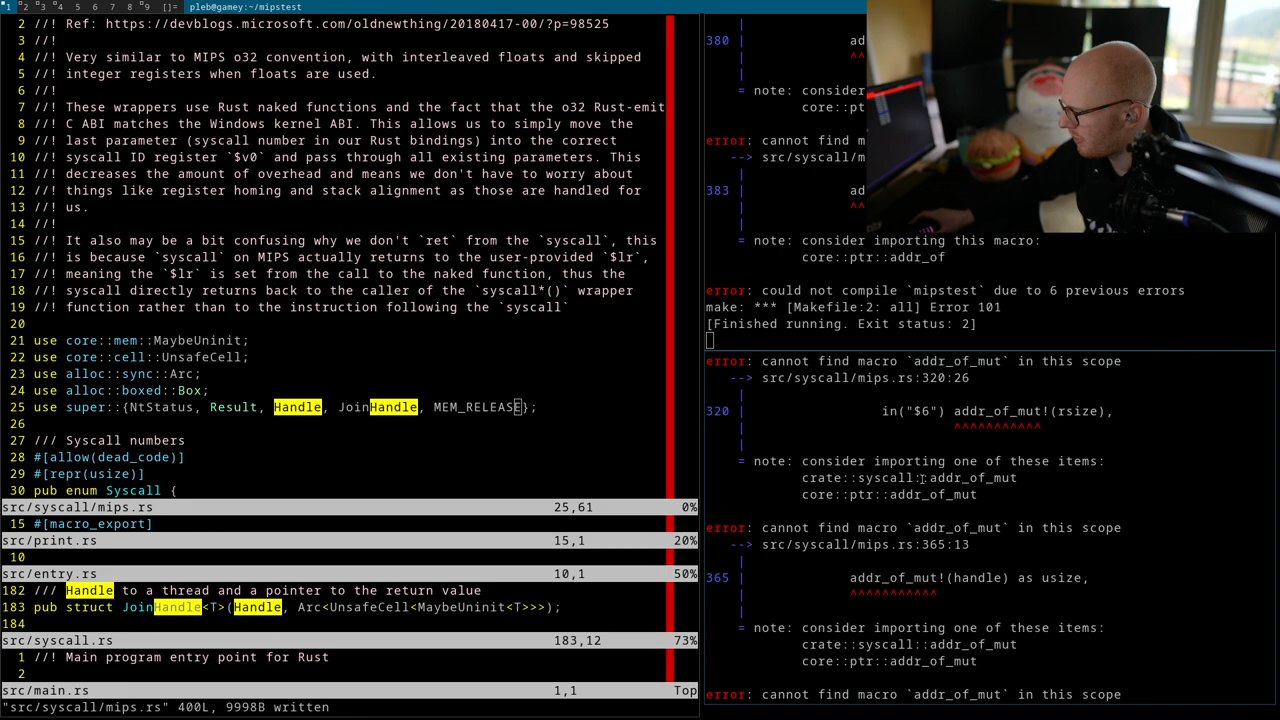 1 2 3 4 5 6 7 8 9 []= pleb@gamey:~/mipstest
2 //! Ref: https://devblogs.microsoft.com/oldnewthing/20180417-00/?p=98525
3 //!
4 //! Very similar to MIPS o32 convention, with interleaved floats and skipped
5 //! integer registers when floats are used.
6 //!
7 //! These wrappers use Rust naked functions and the fact that the o32 Rust-emit
8 //! C ABI matches the Windows kernel ABI. This allows us to simply move the
9 //! last parameter (syscall number in our Rust bindings) into the correct
10 //! syscall ID register `$v0` and pass through all existing parameters. This
11 //! decreases the amount of overhead and means we don't have to worry about
12 //! things like register homing and stack alignment as those are handled for
13 //! us.
14 //!
15 //! It also may be a bit confusing why we don't `ret` from the `syscall`, this
16 //! is because `syscall` on MIPS actually returns to the user-provided `$lr`,
17 //! meaning the `$lr` is set from the call to the naked function, thus the
18 //! syscall directly returns back to the caller of the `syscall*()` wrapper
19 //! function rather than to the instruction following the `syscall`
20
21 use core::mem::MaybeUninit;
22 use core::cell::UnsafeCell;
23 use alloc::sync::Arc;
24 use alloc::boxed::Box;
25 use super::{NtStatus, Result, Handle, JoinHandle, MEM_RELEASE};
26
27 /// Syscall numbers
28 #[allow(dead_code)]
29 #[repr(usize)]
30 pub enum Syscall {
src/syscall/mips.rs 25,61 0%
15 #[macro_export]
src/print.rs 15,1 20%
10
src/entry.rs 10,1 50%
182 /// Handle to a thread and a pointer to the return value
183 pub struct JoinHandle<T>(Handle, Arc<UnsafeCell<MaybeUninit<T>>>);
184
src/syscall.rs 183,12 73%
1 //! Main program entry point for Rust
2
src/main.rs 1,1 Top
"src/syscall/mips.rs" 400L, 9998B written
|
380 | ad
| ^^
|
= note: consider
core::pt
error: cannot find m
--> src/syscall/m
|
383 | ad
| ^^
|
= note: consider importing this macro:
core::ptr::addr_of
error: could not compile `mipstest` due to 6 previous errors
make: *** [Makefile:2: all] Error 101
[Finished running. Exit status: 2]
error: cannot find macro `addr_of_mut` in this scope
--> src/syscall/mips.rs:320:26
|
320 | in("$6") addr_of_mut!(rsize),
| ^^^^^^^^^^^
|
= note: consider importing one of these items:
crate::syscall::addr_of_mut
core::ptr::addr_of_mut
error: cannot find macro `addr_of_mut` in this scope
--> src/syscall/mips.rs:365:13
|
365 | addr_of_mut!(handle) as usize,
| ^^^^^^^^^^^
|
= note: consider importing one of these items:
crate::syscall::addr_of_mut
core::ptr::addr_of_mut
error: cannot find macro `addr_of_mut` in this scope